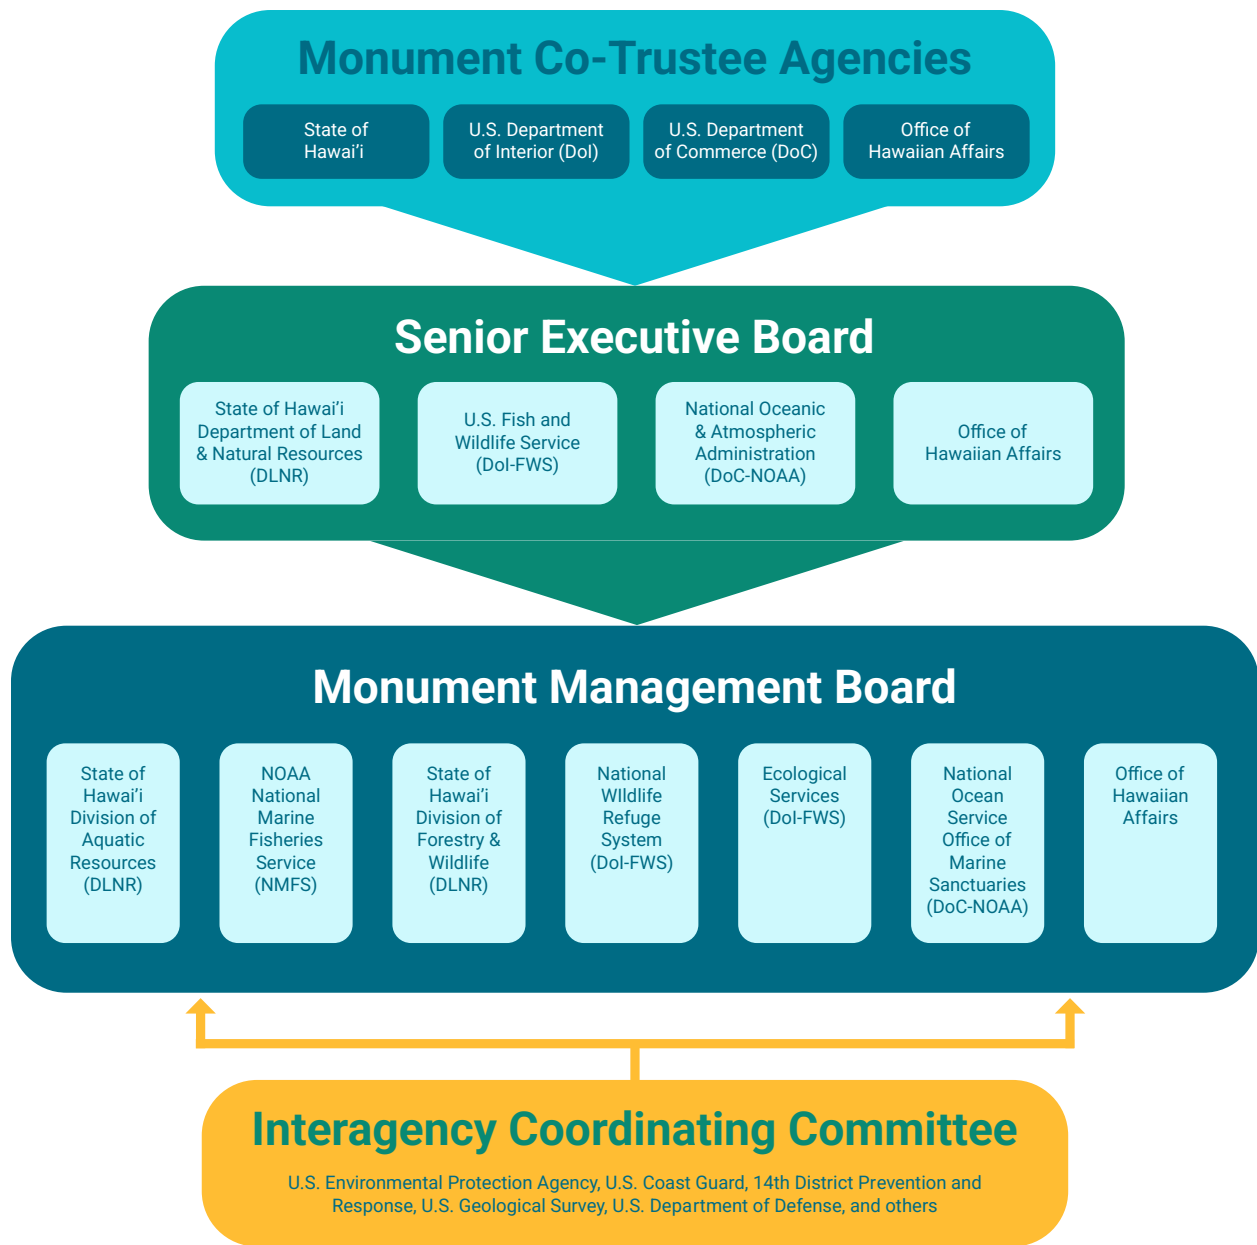 Monument Co-Trustee Agencies
State of
Hawai’i
U.S. Department
of Interior (DoI)
U.S. Department
of Commerce (DoC)
Office of
Hawaiian Affairs
Senior Executive Board
State of Hawai’i
Department of Land
& Natural Resources
(DLNR)
U.S. Fish and
Wildlife Service
(DoI-FWS)
National Oceanic
& Atmospheric
Administration
(DoC-NOAA)
Office of
Hawaiian Affairs
Monument Management Board
State of
Hawai’i
Division of
Aquatic
Resources
(DLNR)
NOAA
National
Marine
Fisheries
Service
(NMFS)
State of
Hawai’i
Division of
Forestry &
Wildlife
(DLNR)
National
WIldlife
Refuge
System
(DoI-FWS)
Ecological
Services
(DoI-FWS)
National
Ocean
Service
Office of
Marine
Sanctuaries
(DoC-NOAA)
Office of
Hawaiian
Affairs
Interagency Coordinating Committee
U.S. Environmental Protection Agency, U.S. Coast Guard, 14th District Prevention and
Response, U.S. Geological Survey, U.S. Department of Defense, and others